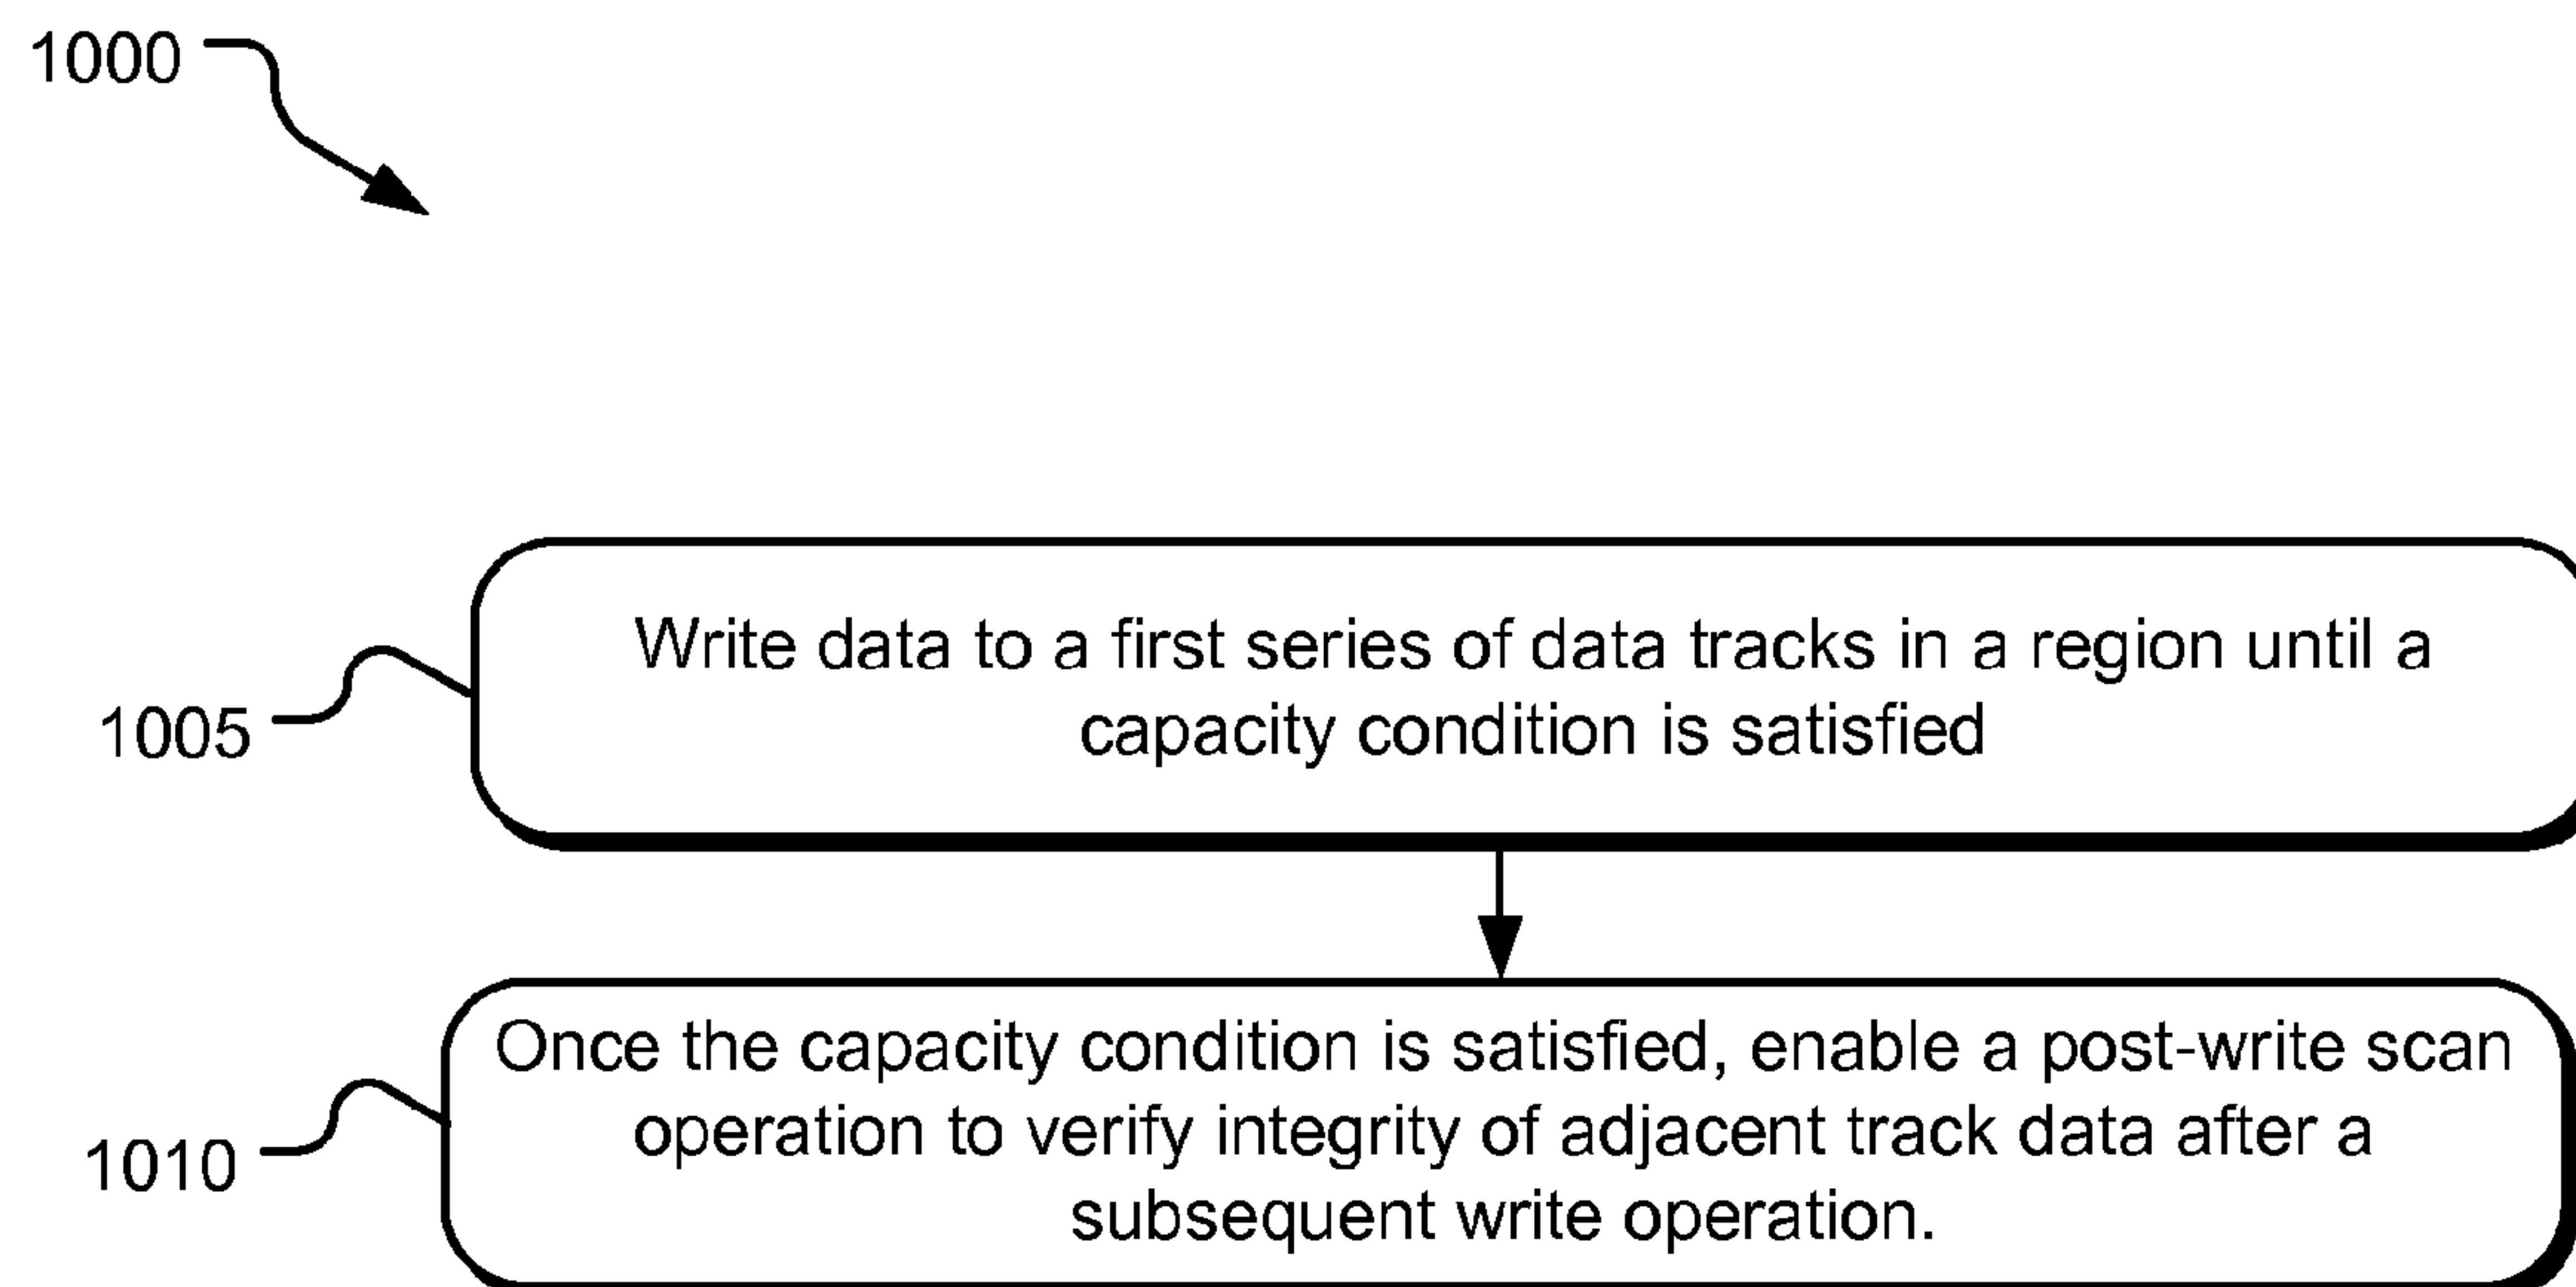 1000
Write data to a first series of data tracks in a region until a
capacity condition is satisfied
1005
Once the capacity condition is satisfied, enable a post-write scan
operation to verify integrity of adjacent track data after a
subsequent write operation.
1010